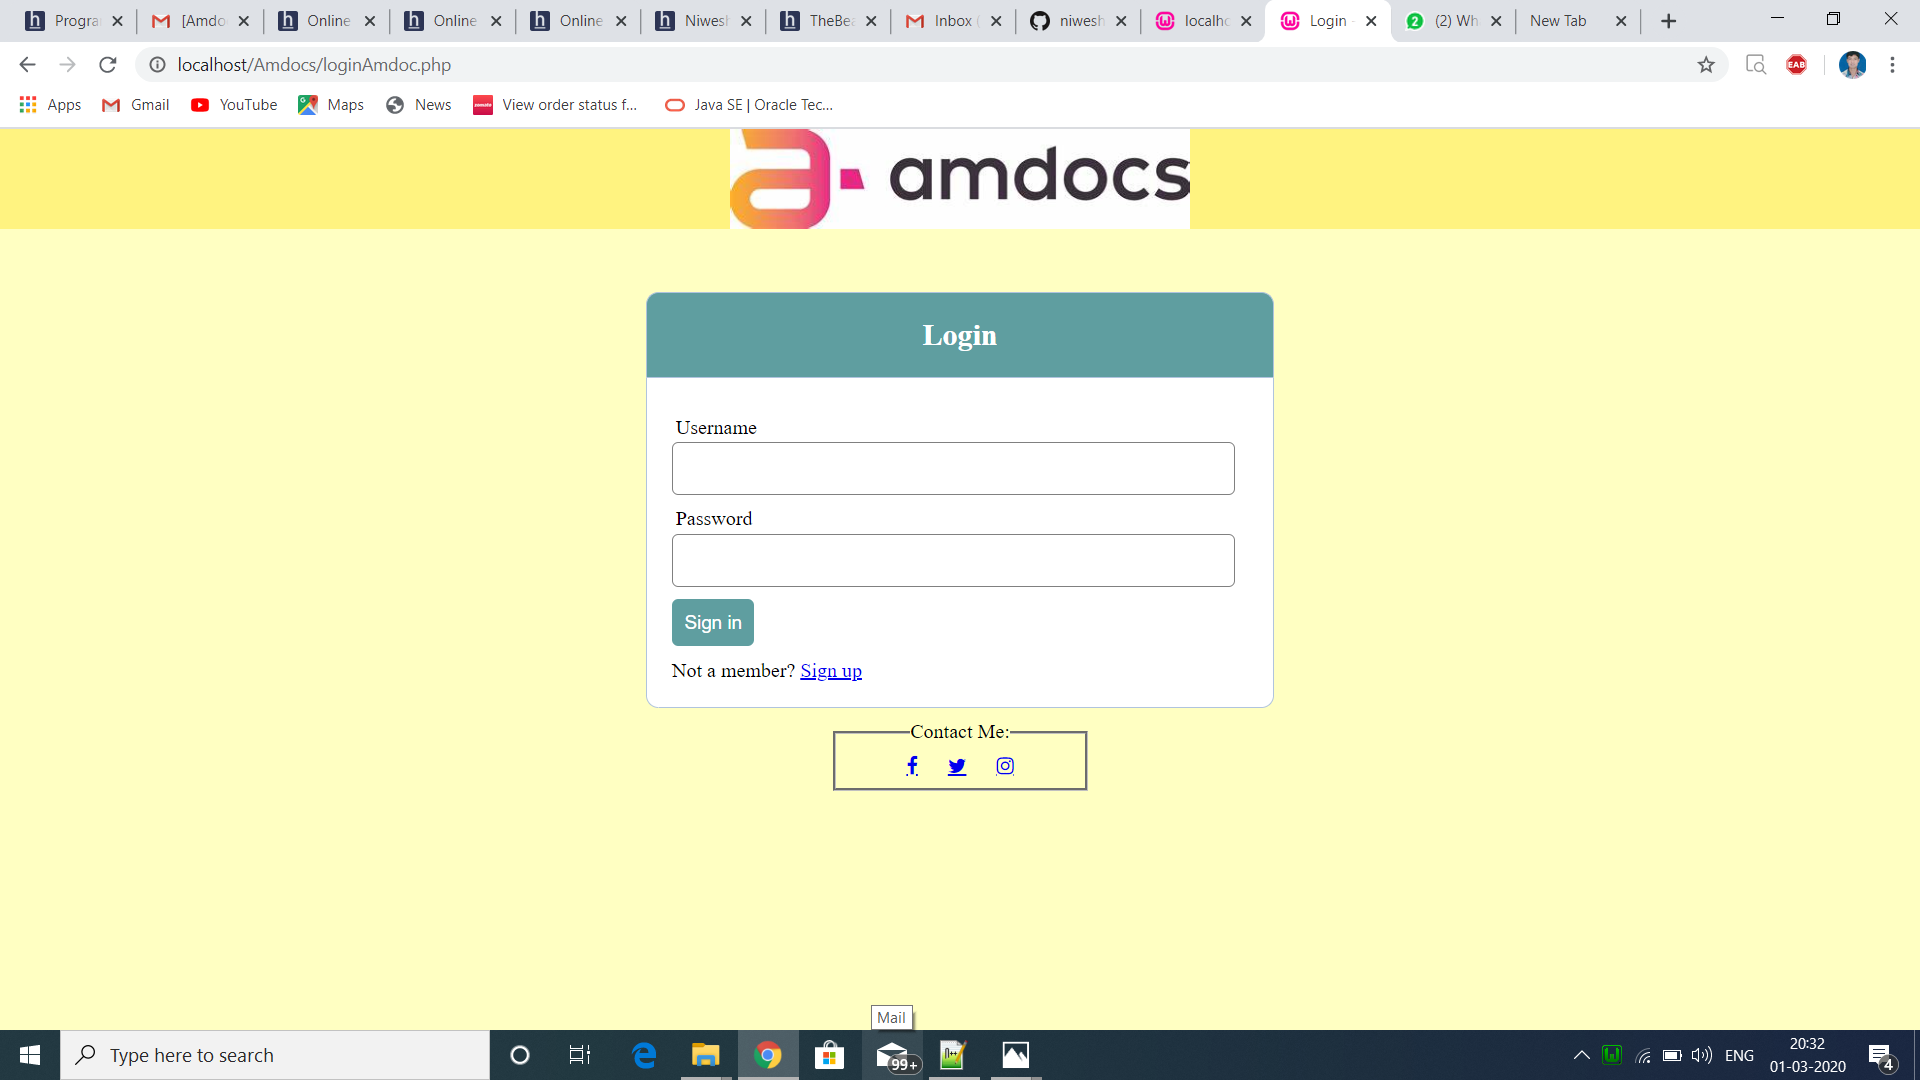 Progra
[Amdo
Online
Online
Online
Niwesh
TheBea
Inbox (
niwesh
localho
Login -
(2) Wh
New Tab
localhost/Amdocs/loginAmdoc.php
EAB
Apps
Gmail
YouTube
Maps
News
View order status f...
Java SE | Oracle Tec...
amdocs
Login
Username
Password
Sign in
Not a member? Sign up
Contact Me:
Mail
Type here to search
99+
ENG
20:32
01-03-2020
4